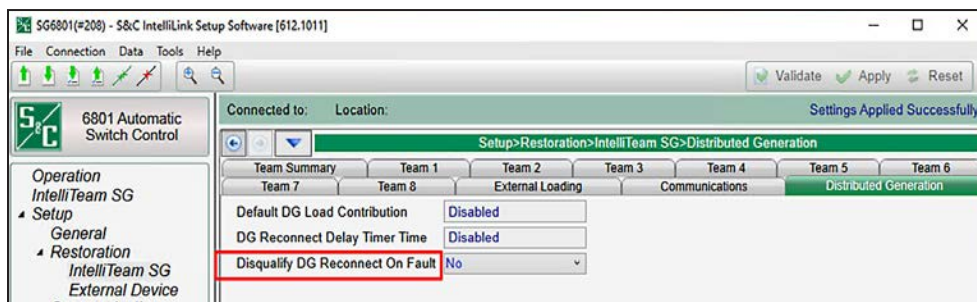 SG6801(#208) - S&C IntelliLink Setup Software [612.1011]
File Connection Data Tools Help
Validate Apply Reset
S&C
6801 Automatic
Switch Control
Connected to: Location: Settings Applied Successfully
Setup>Restoration>IntelliTeam SG>Distributed Generation
Team Summary Team 1 Team 2 Team 3 Team 4 Team 5 Team 6
Team 7 Team 8 External Loading Communications Distributed Generation
Operation
IntelliTeam SG
Setup
General
Restoration
IntelliTeam SG
External Device
Default DG Load Contribution Disabled
DG Reconnect Delay Timer Time Disabled
Disqualify DG Reconnect On Fault No